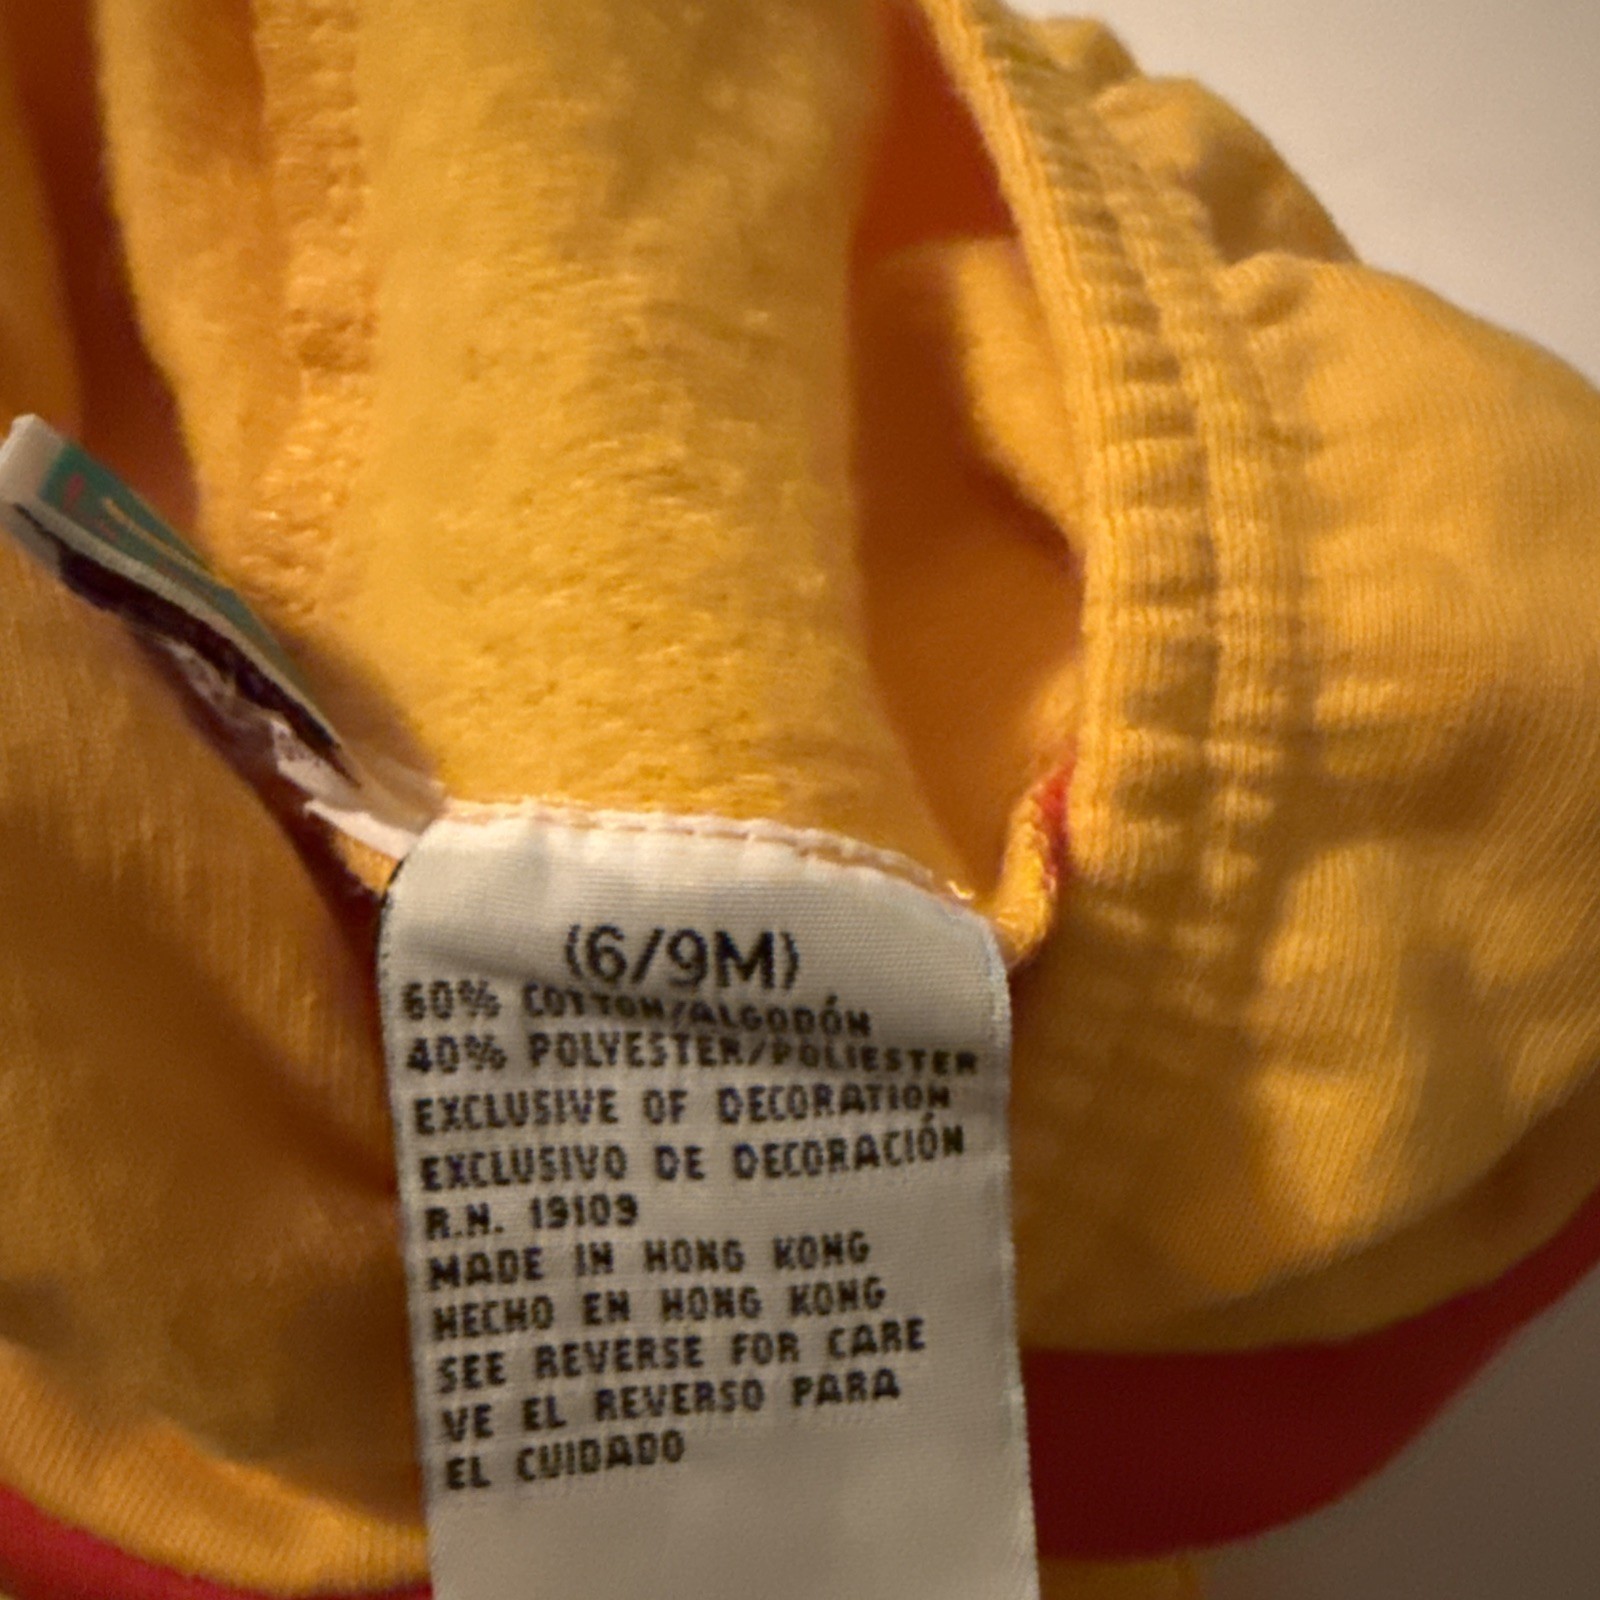 (6/9M)
60% COTTON/ALGODÓN
40% POLYESTER/POLIESTER
EXCLUSIVE OF DECORATION
EXCLUSIVO DE DECORACIÓN
R.N. 19109
MADE IN HONG KONG
HECHO EN HONG KONG
SEE REVERSE FOR CARE
VE EL REVERSO PARA
EL CUIDADO